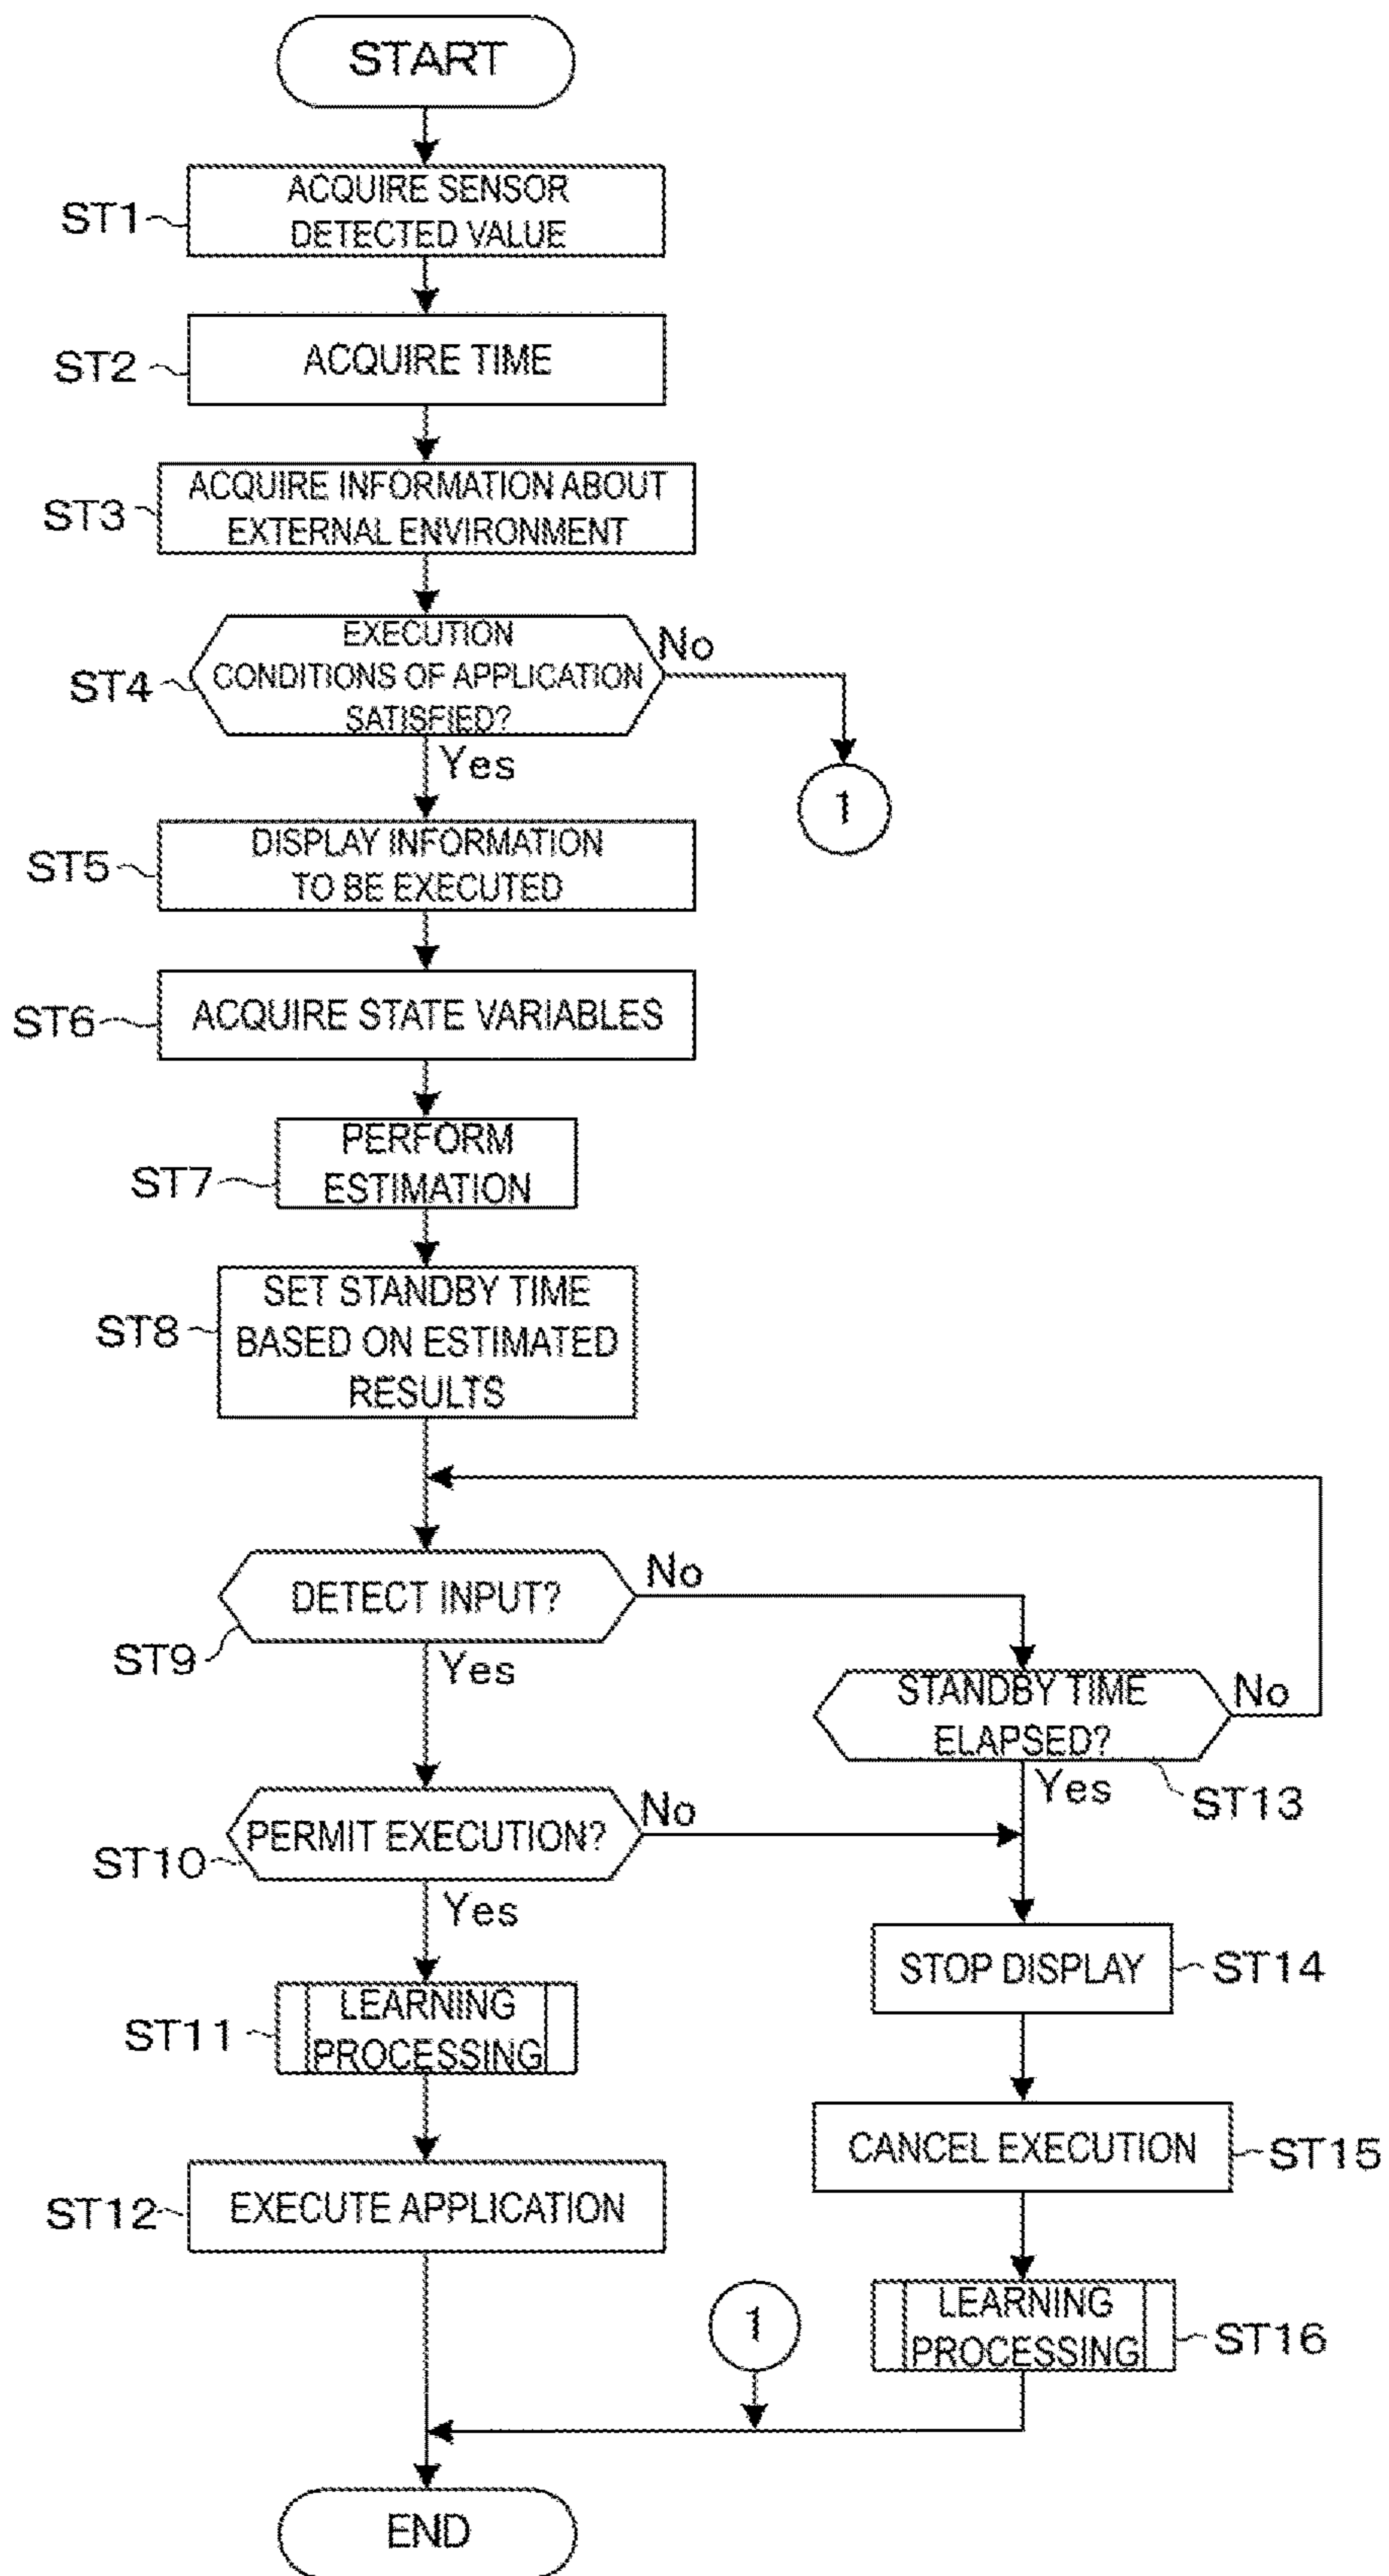 START
ST1
ACQUIRE SENSOR
DETECTED VALUE
ST2
ACQUIRE TIME
ST3
ACQUIRE INFORMATION ABOUT
EXTERNAL ENVIRONMENT
ST4
EXECUTION
CONDITIONS OF APPLICATION
SATISFIED?
No
Yes
1
ST5
DISPLAY INFORMATION
TO BE EXECUTED
ST6
ACQUIRE STATE VARIABLES
ST7
PERFORM
ESTIMATION
ST8
SET STANDBY TIME
BASED ON ESTIMATED
RESULTS
ST9
DETECT INPUT?
No
Yes
STANDBY TIME
ELAPSED?
No
Yes
ST13
ST10
PERMIT EXECUTION?
No
Yes
ST11
LEARNING
PROCESSING
STOP DISPLAY
ST14
ST12
EXECUTE APPLICATION
CANCEL EXECUTION
ST15
1
LEARNING
PROCESSING
ST16
END